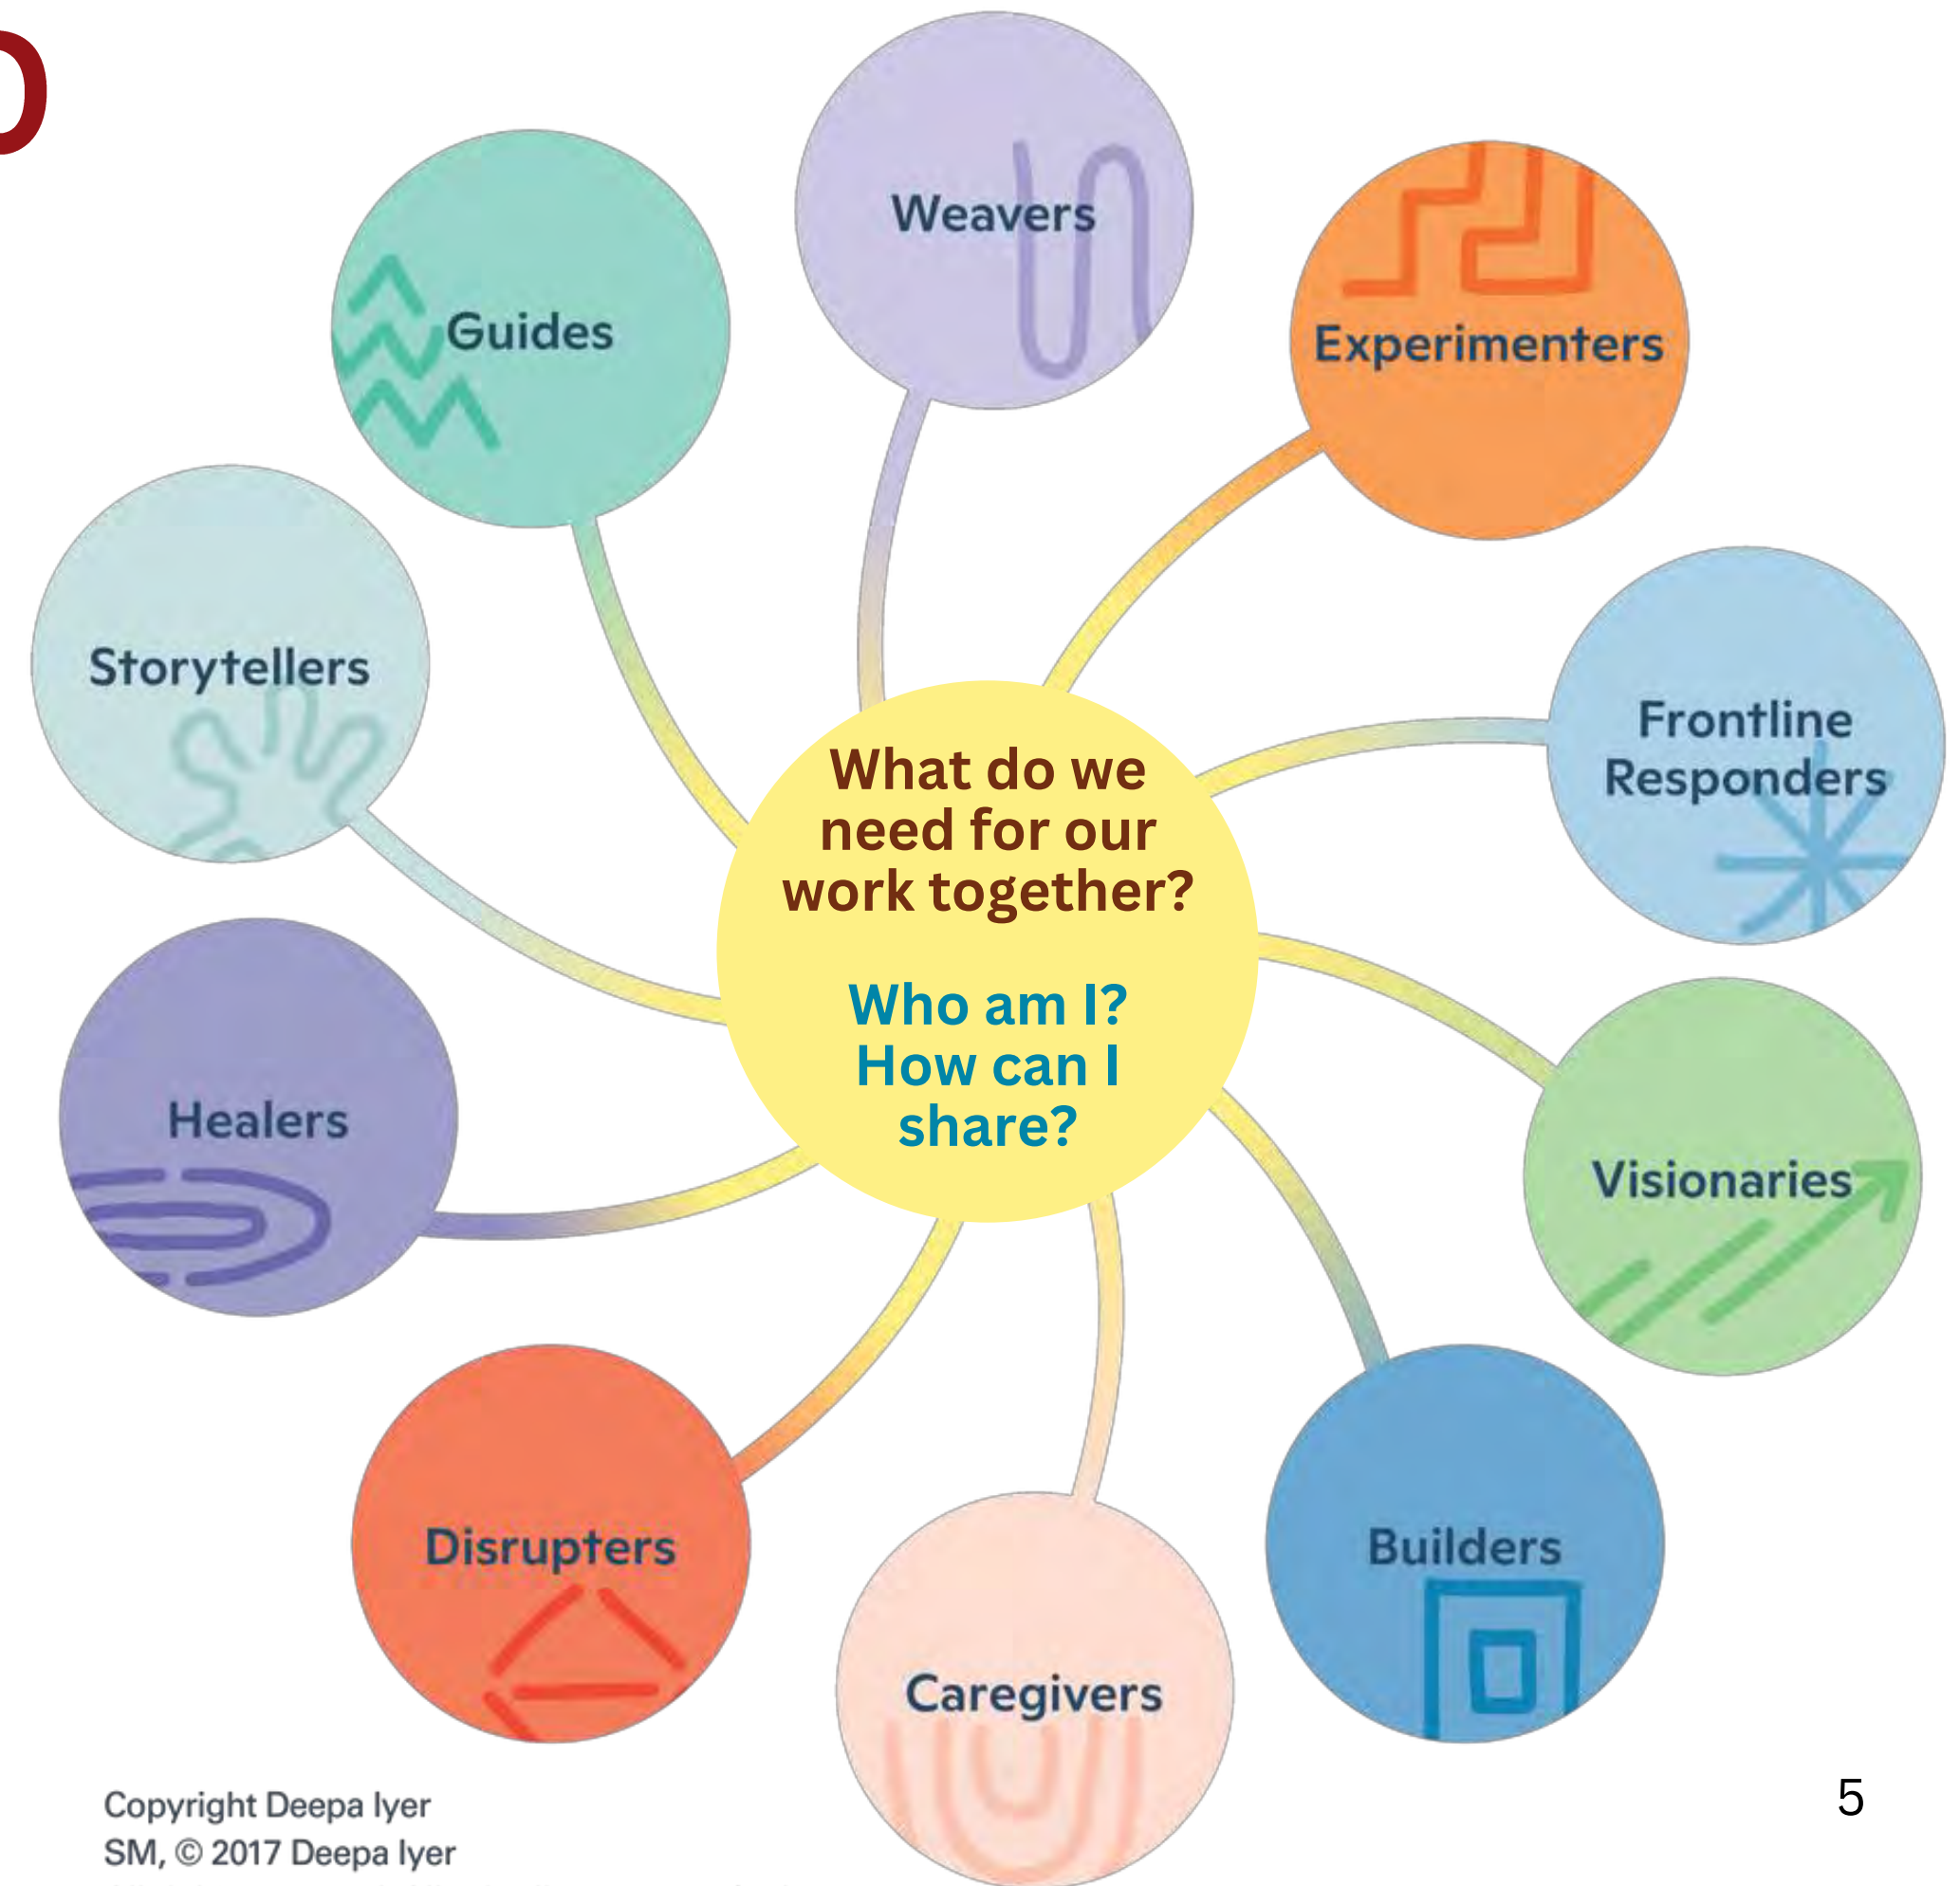 Weavers
Guides
Experimenters
Storytellers
Frontline
Responders
What do we
need for our
work together?
Who am I?
How can I
share?
Healers
Visionaries
Disrupters
Builders
Caregivers
Copyright Deepa Iyer
SM, © 2017 Deepa Iyer
5